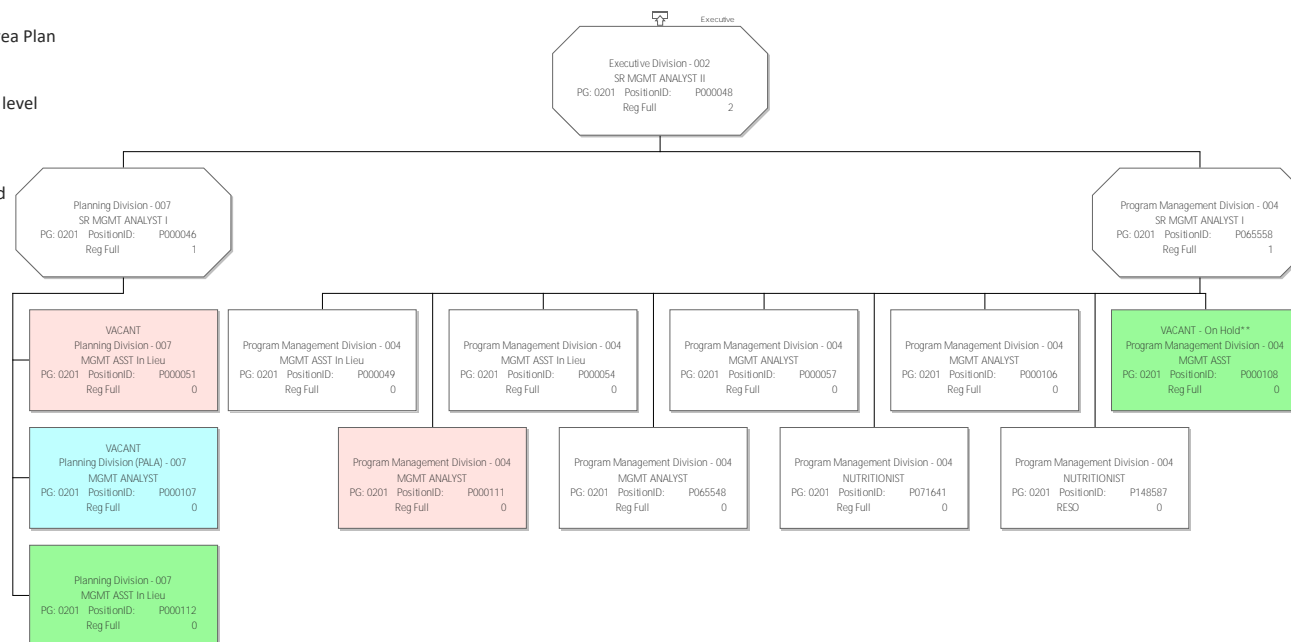 Executive
ea Plan
level
d
Executive Division - 002
SR MGMT ANALYST II
PG: 0201 PositionID: P000048
Reg Full 2
Planning Division - 007
SR MGMT ANALYST I
PG: 0201 PositionID: P000046
Reg Full 1
Program Management Division - 004
SR MGMT ANALYST I
PG: 0201 PositionID: P065558
Reg Full 1
VACANT
Planning Division - 007
MGMT ASST In Lieu
PG: 0201 PositionID: P000051
Reg Full 0
Program Management Division - 004
MGMT ASST In Lieu
PG: 0201 PositionID: P000049
Reg Full 0
Program Management Division - 004
MGMT ASST In Lieu
PG: 0201 PositionID: P000054
Reg Full 0
Program Management Division - 004
MGMT ANALYST
PG: 0201 PositionID: P000057
Reg Full 0
Program Management Division - 004
MGMT ANALYST
PG: 0201 PositionID: P000106
Reg Full 0
VACANT - On Hold**
Program Management Division - 004
MGMT ASST
PG: 0201 PositionID: P000108
Reg Full 0
VACANT
Planning Division (PALA) - 007
MGMT ANALYST
PG: 0201 PositionID: P000107
Reg Full 0
Program Management Division - 004
MGMT ANALYST
PG: 0201 PositionID: P000111
Reg Full 0
Program Management Division - 004
MGMT ANALYST
PG: 0201 PositionID: P065548
Reg Full 0
Program Management Division - 004
NUTRITIONIST
PG: 0201 PositionID: P071641
Reg Full 0
Program Management Division - 004
NUTRITIONIST
PG: 0201 PositionID: P148587
RESO 0
Planning Division - 007
MGMT ASST In Lieu
PG: 0201 PositionID: P000112
Reg Full 0